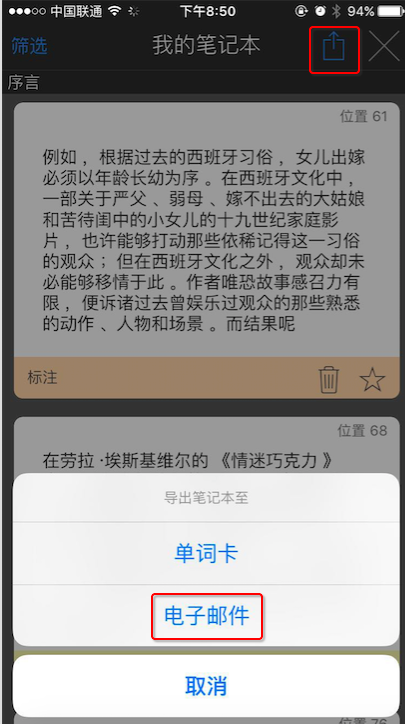 中国联通 下午8:50 94%
筛选 我的笔记本
序言
位置 61
例如，根据过去的西班牙习俗，女儿出嫁
必须以年龄长幼为序。在西班牙文化中，
一部关于严父、弱母、嫁不出去的大姑娘
和苦待闺中的小女儿的十九世纪家庭影
片，也许能够打动那些依稀记得这一习俗
的观众；但在西班牙文化之外，观众却未
必能够移情于此。作者唯恐故事感召力有
限，便诉诸过去曾娱乐过观众的那些熟悉
的动作、人物和场景。而结果呢
标注
位置 68
在劳拉·埃斯基维尔的《情迷巧克力》
导出笔记本至
单词卡
电子邮件
取消
位置 76